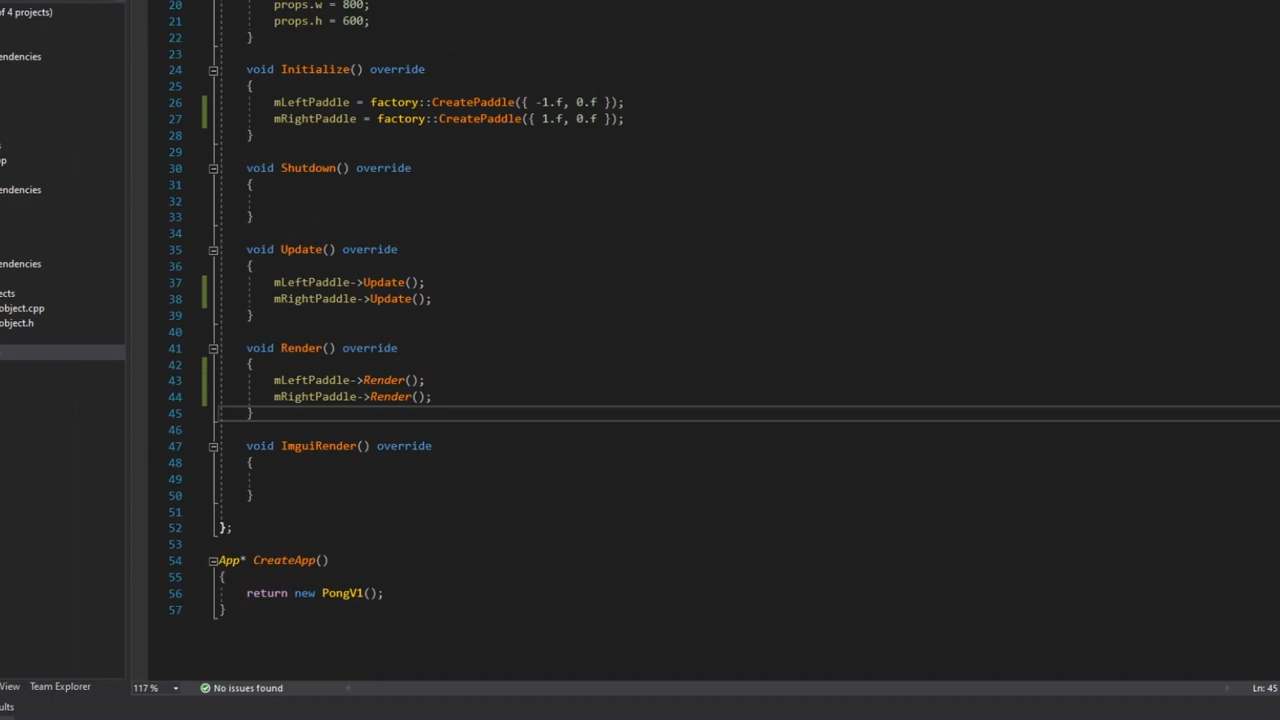 of 4 projects)
endencies
p
endencies
endencies
ects
object.cpp
object.h
20 props.w = 800;
21 props.h = 600;
22 }
23
24 void Initialize() override
25 {
26 mLeftPaddle = factory::CreatePaddle({ -1.f, 0.f });
27 mRightPaddle = factory::CreatePaddle({ 1.f, 0.f });
28 }
29
30 void Shutdown() override
31 {
32
33 }
34
35 void Update() override
36 {
37 mLeftPaddle->Update();
38 mRightPaddle->Update();
39 }
40
41 void Render() override
42 {
43 mLeftPaddle->Render();
44 mRightPaddle->Render();
45 }
46
47 void ImguiRender() override
48 {
49
50 }
51
52 };
53
54 App* CreateApp()
55 {
56 return new PongV1();
57 }
View Team Explorer
117 % No issues found Ln: 45
ults